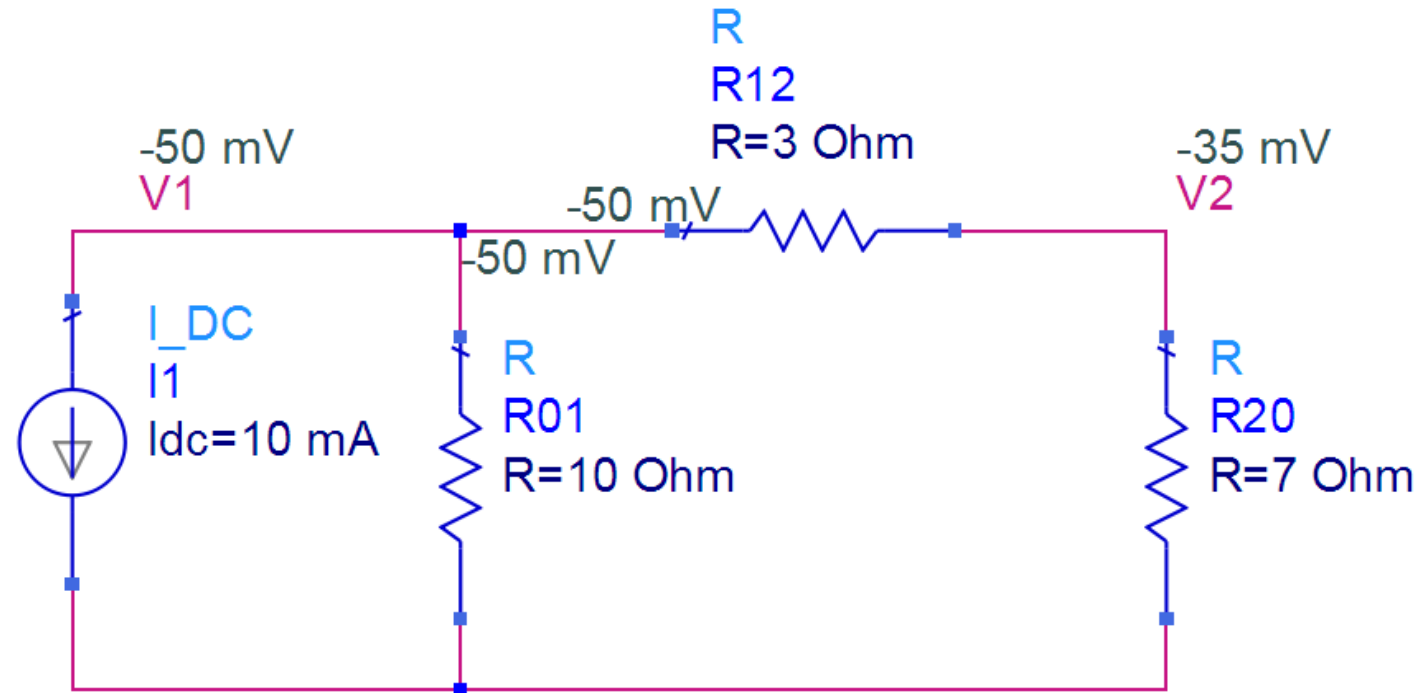 R
R12
R=3 Ohm
-50 mV
V1
-35 mV
V2
-50 mV
-50 mV
I_DC
I1
Idc=10 mA
R
R01
R=10 Ohm
R
R20
R=7 Ohm